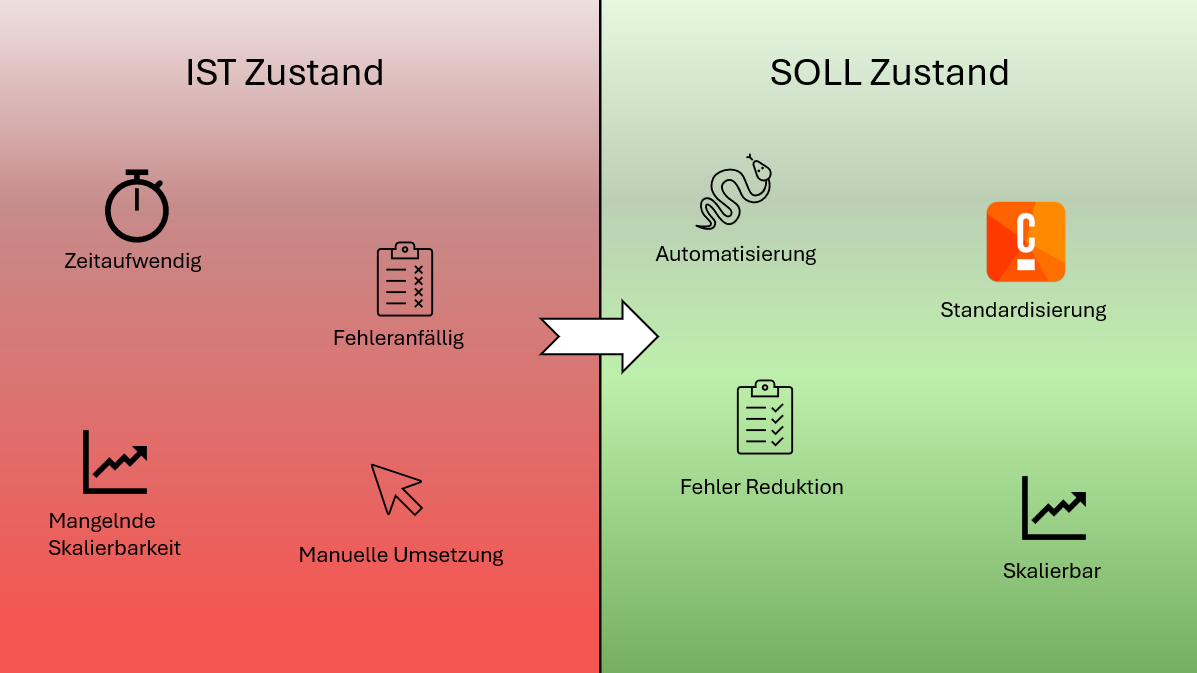 IST Zustand
SOLL Zustand
Zeitaufwendig
Fehleranfällig
Mangelnde
Skalierbarkeit
Manuelle Umsetzung
Automatisierung
C
Standardisierung
Fehler Reduktion
Skalierbar